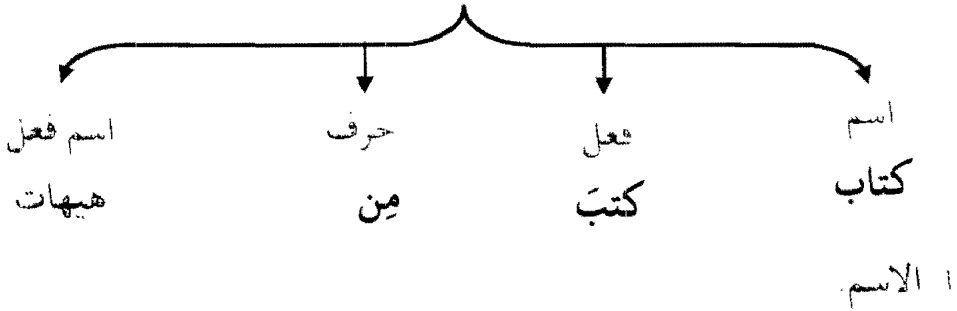 اسم فعل حرف اسم فعل
كتاب كتبَ مِن هيهات
١ الاسم